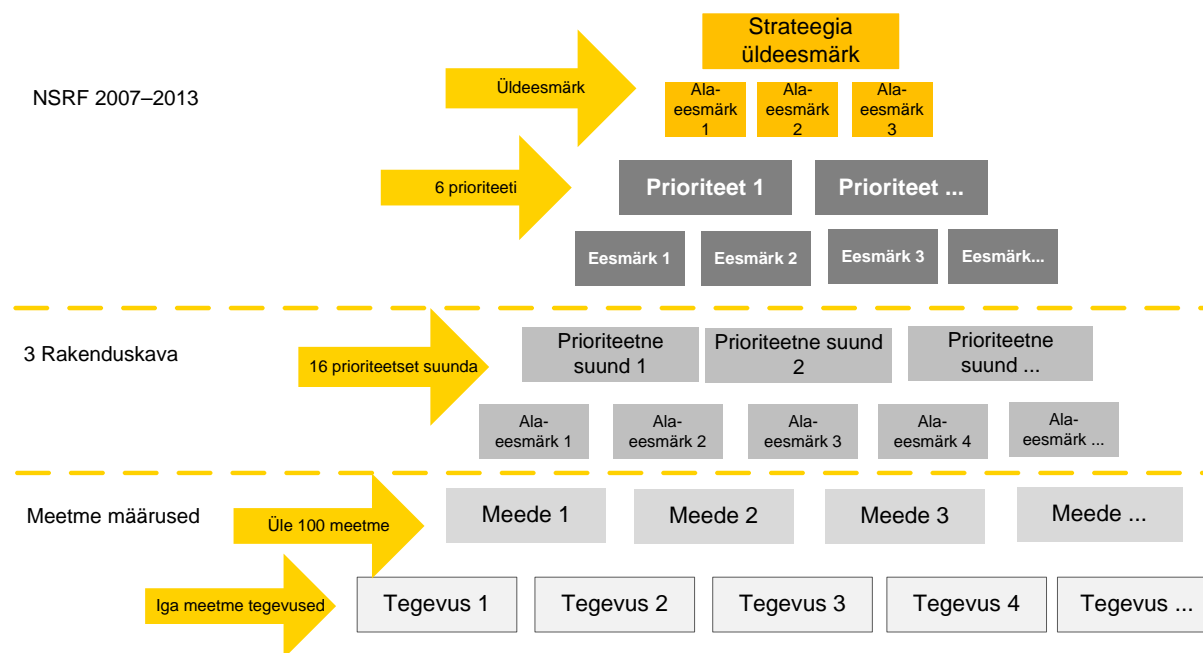 Strateegia
üldeesmärk
Üldeesmärk
NSRF 2007–2013
Ala-
eesmärk
1
Ala-
eesmärk
2
Ala-
eesmärk
3
6 prioriteeti
Prioriteet 1
Prioriteet ...
Eesmärk 1
Eesmärk 2
Eesmärk 3
Eesmärk...
3 Rakenduskava
16 prioriteetset suunda
Prioriteetne
suund 1
Prioriteetne suund
2
Prioriteetne
suund ...
Ala-
eesmärk 1
Ala-
eesmärk 2
Ala-
eesmärk 3
Ala-
eesmärk 4
Ala-
eesmärk ...
Meetme määrused
Üle 100 meetme
Meede 1
Meede 2
Meede 3
Meede ...
Iga meetme tegevused
Tegevus 1
Tegevus 2
Tegevus 3
Tegevus 4
Tegevus ...